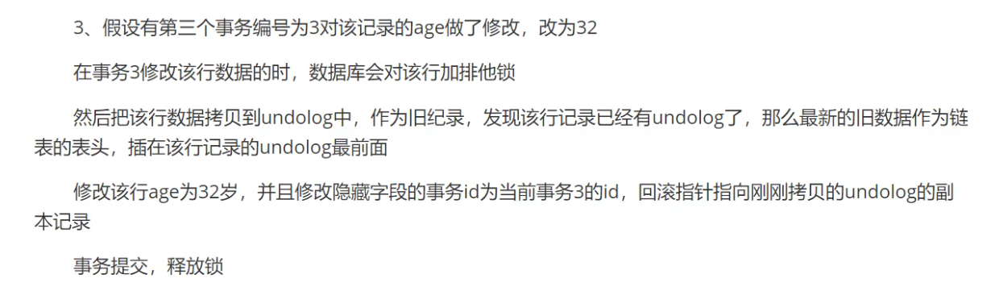 3、假设有第三个事务编号为3对该记录的age做了修改，改为32
在事务3修改该行数据的时，数据库会对该行加排他锁
然后把该行数据拷贝到undolog中，作为旧纪录，发现该行记录已经有undolog了，那么最新的旧数据作为链
表的表头，插在该行记录的undolog最前面
修改该行age为32岁，并且修改隐藏字段的事务id为当前事务3的id，回滚指针指向刚刚拷贝的undolog的副
本记录
事务提交，释放锁